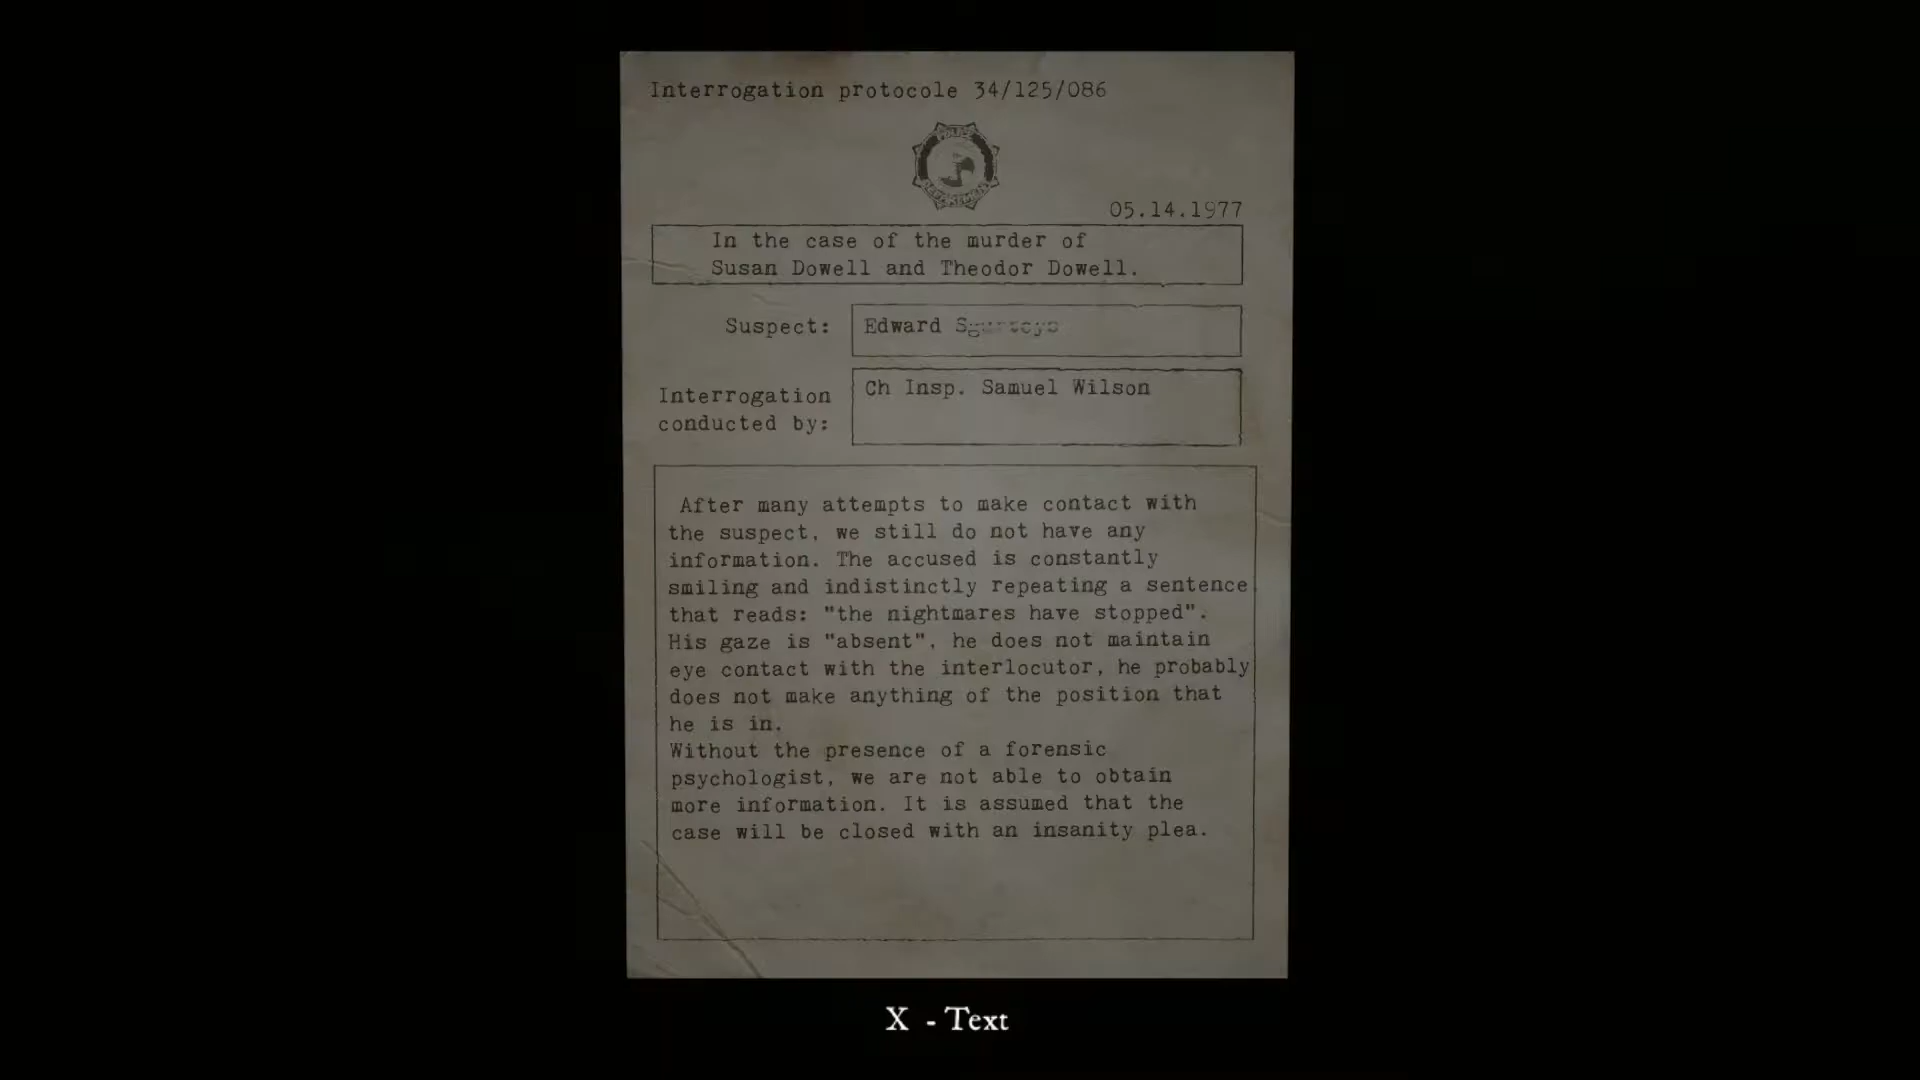 Interrogation protocole 34/125/086
POLICE
05.14.1977
In the case of the murder of
Susan Dowell and Theodor Dowell.
Suspect:
Edward
Interrogation
conducted by:
Ch Insp. Samuel Wilson
After many attempts to make contact with
the suspect, we still do not have any
information. The accused is constantly
smiling and indistinctly repeating a sentence
that reads: "the nightmares have stopped".
His gaze is "absent", he does not maintain
eye contact with the interlocutor, he probably
does not make anything of the position that
he is in.
Without the presence of a forensic
psychologist, we are not able to obtain
more information. It is assumed that the
case will be closed with an insanity plea.
X - Text